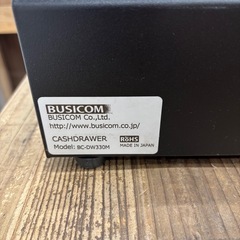 BUSICOM
BUSICOM Co.,Ltd.
http://www.busicom.co.jp/
CASHDRAWER
RoHS
Model: BC-DW330M
MADE IN JAPAN